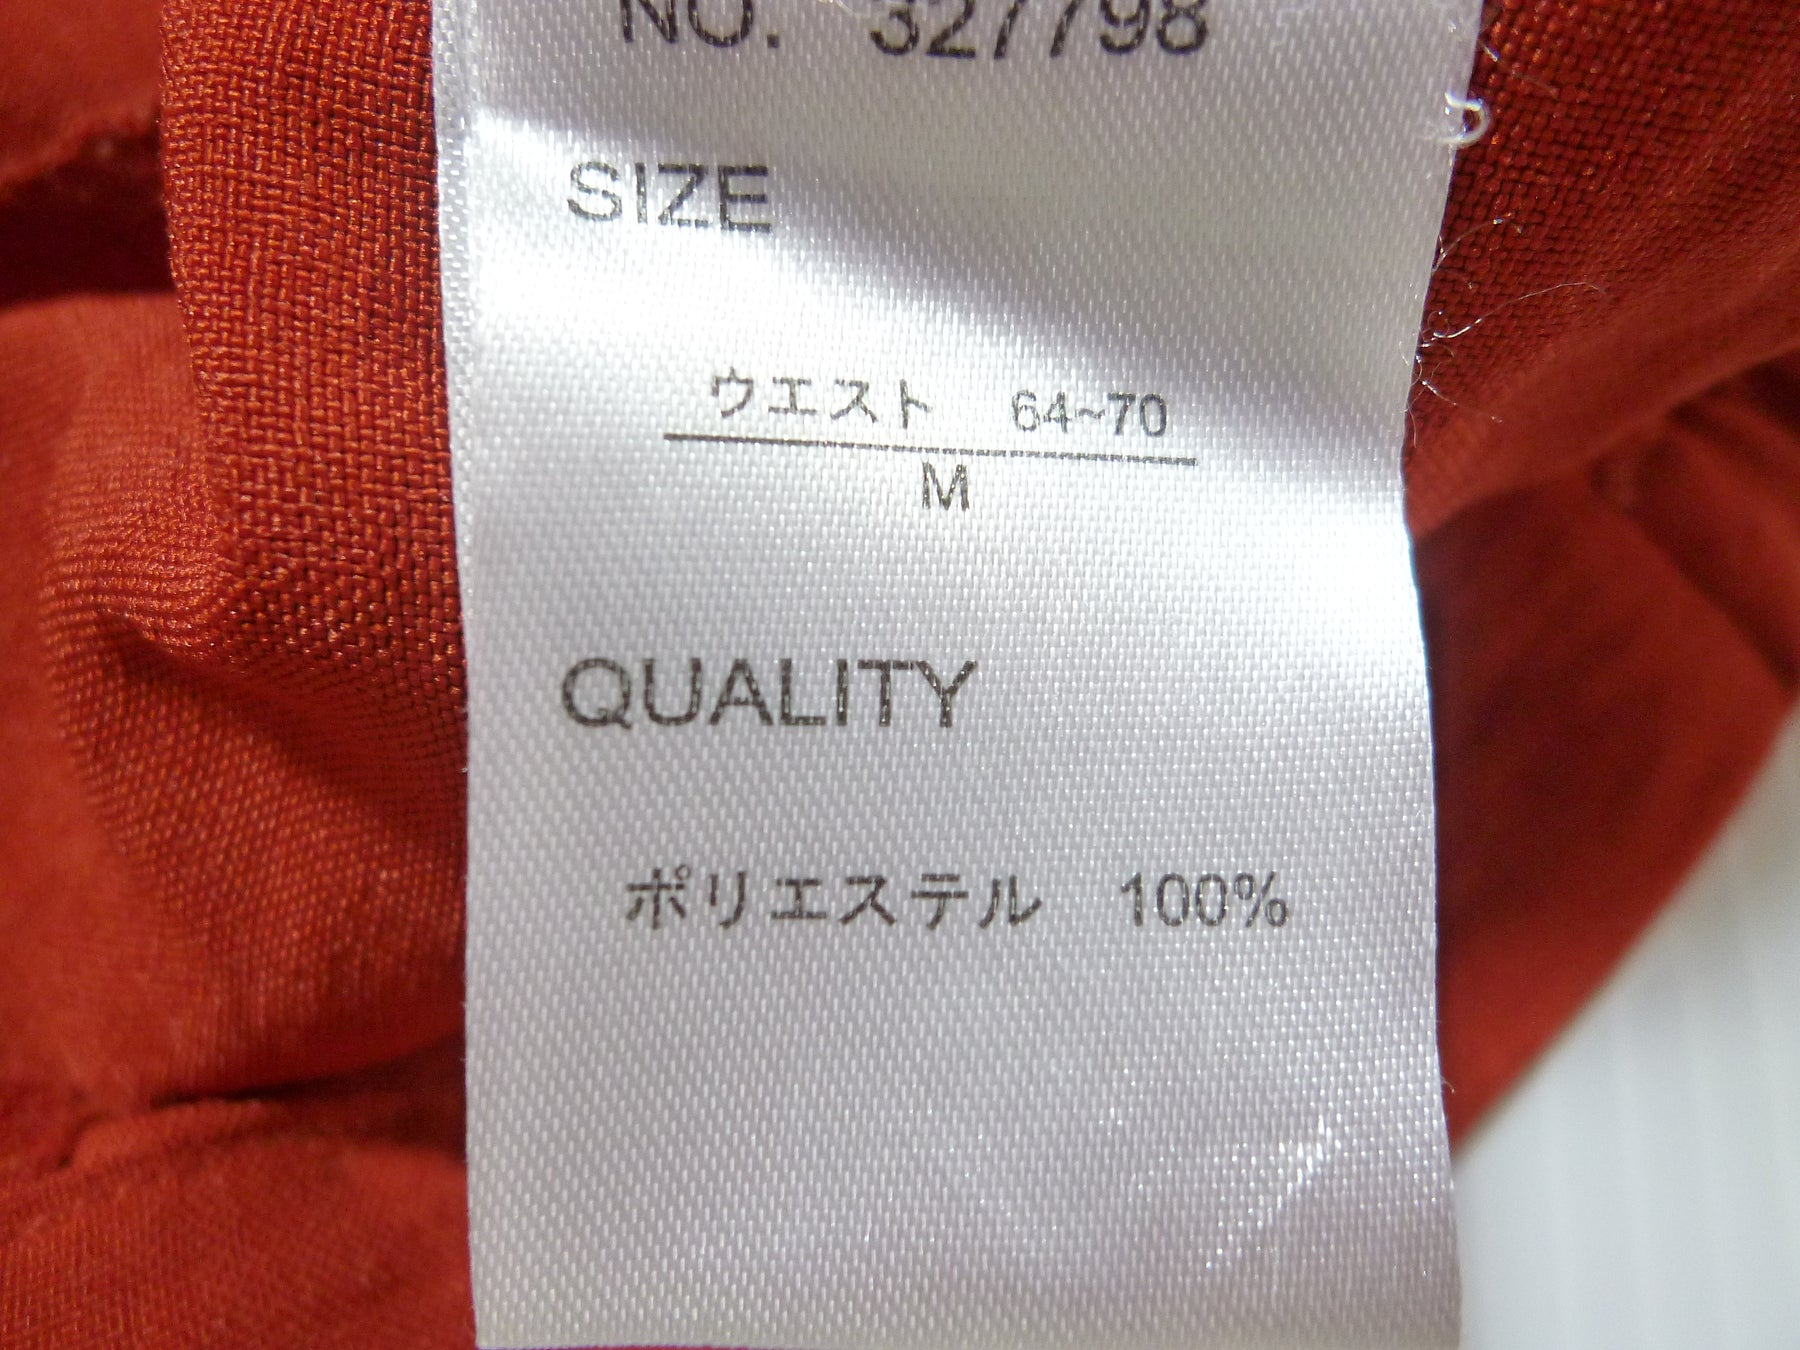 NO. 327798
SIZE
ウエスト 64~70
M
QUALITY
ポリエステル 100%